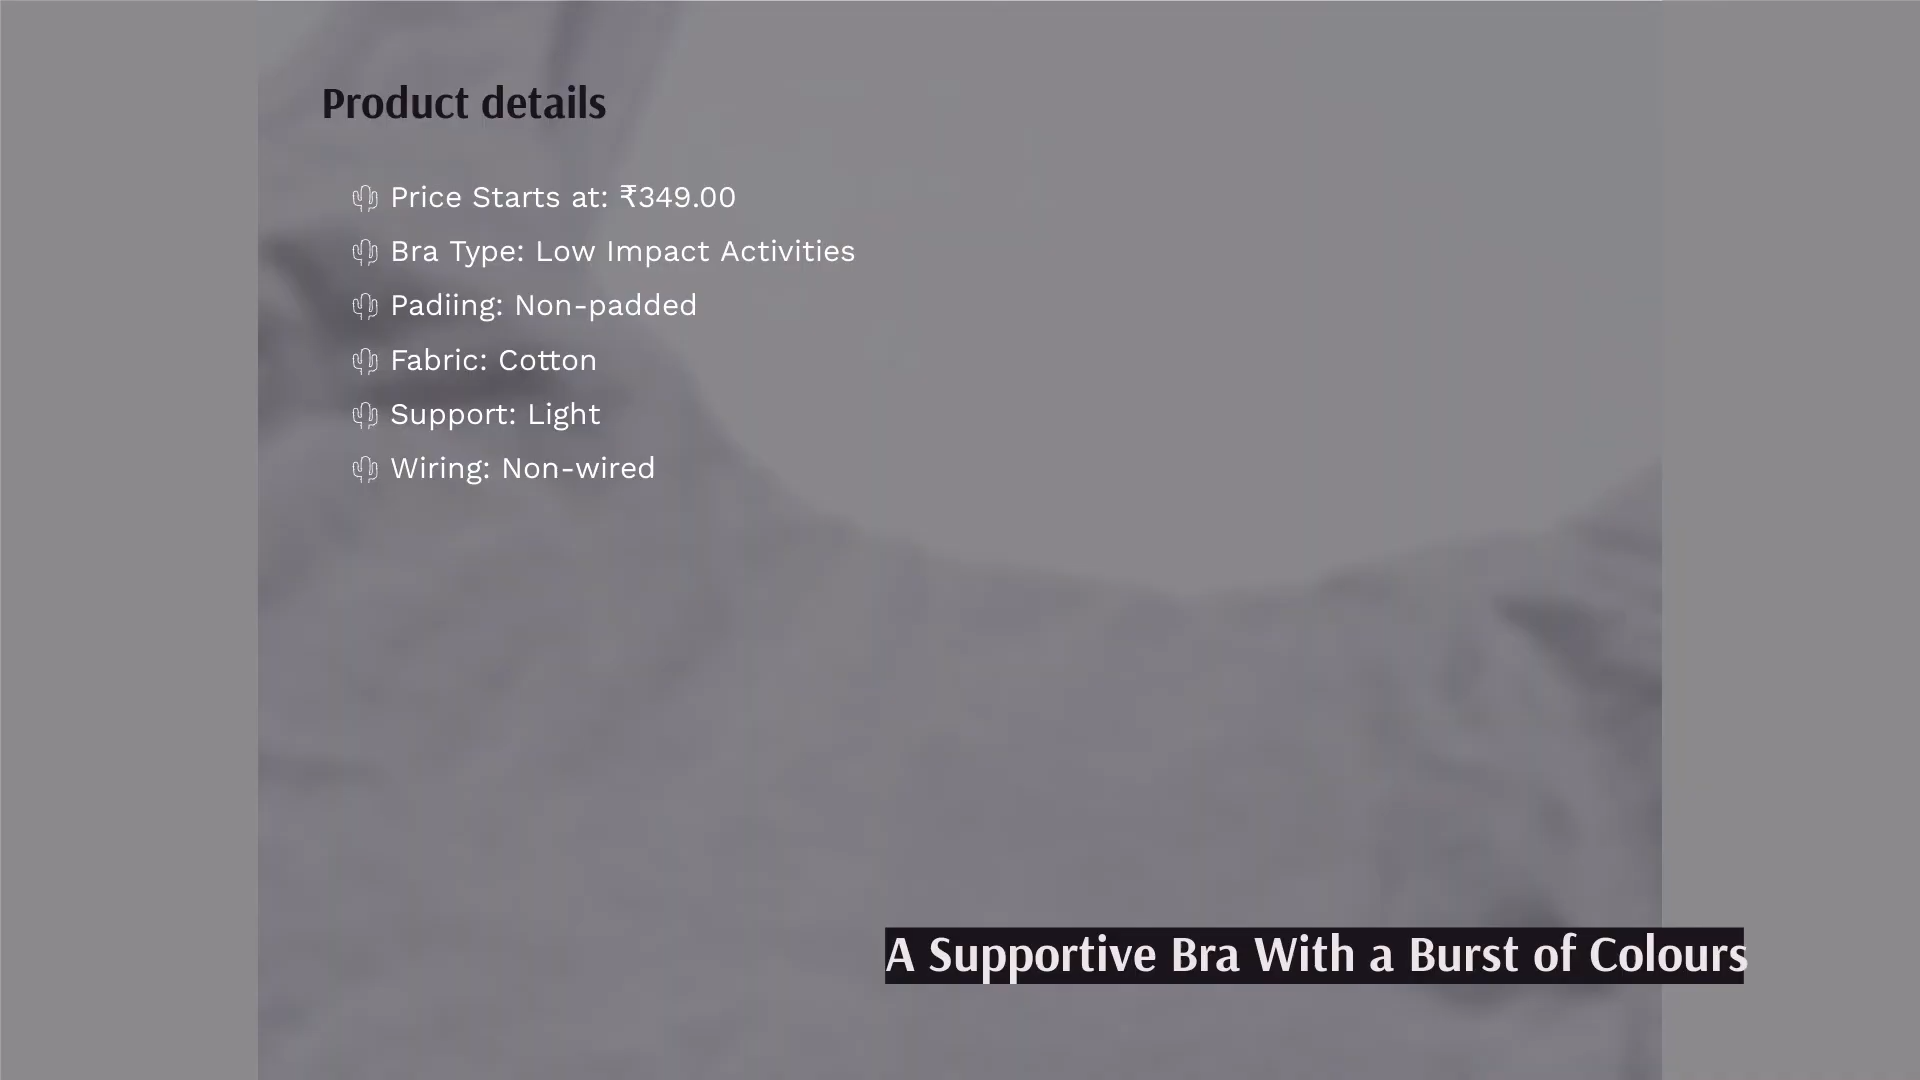 Product details
Price Starts at: ₹349.00
Bra Type: Low Impact Activities
Padiing: Non-padded
Fabric: Cotton
Support: Light
Wiring: Non-wired
A Supportive Bra With a Burst of Colours